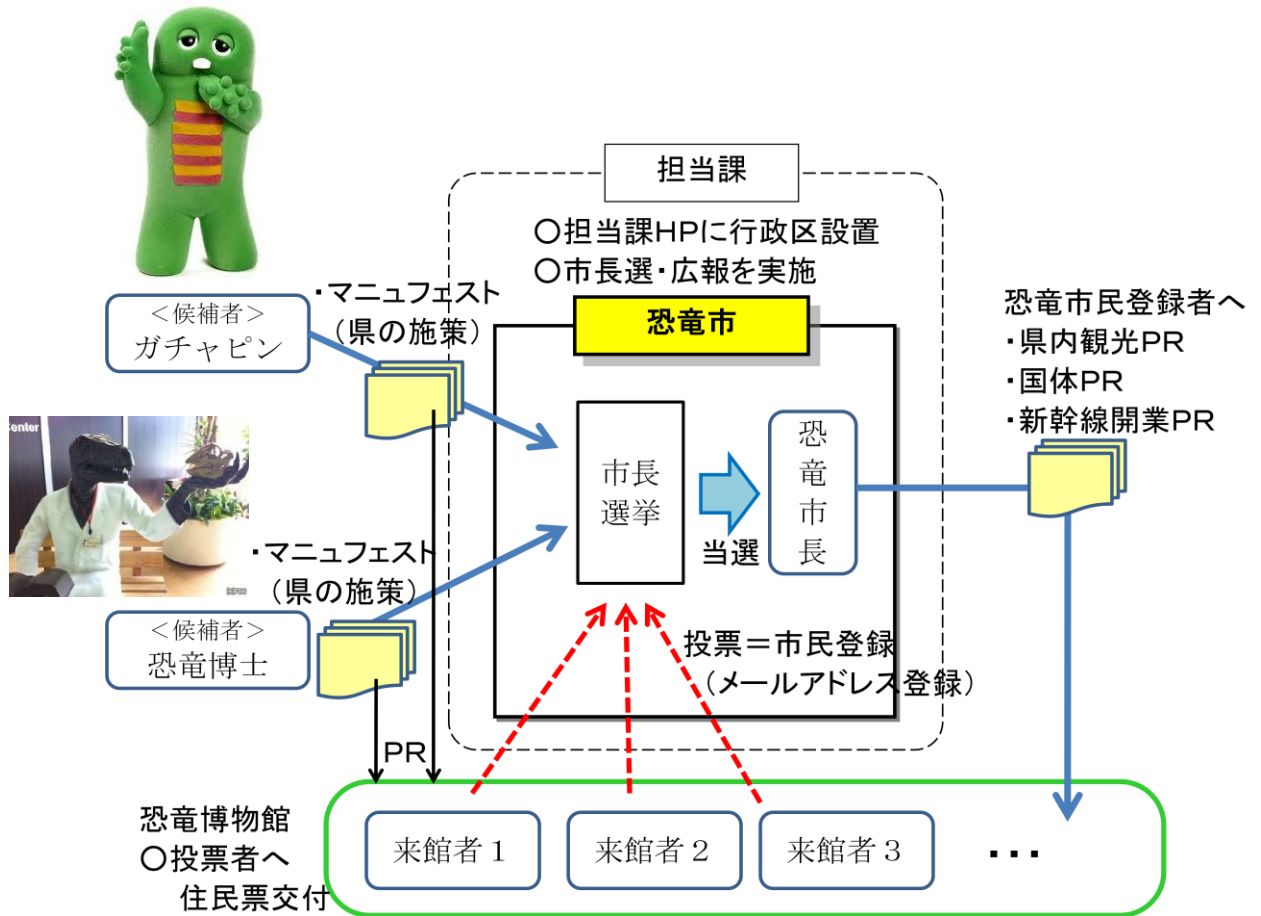 担当課
○担当課HPに行政区設置
○市長選・広報を実施
恐竜市
・マニュフェスト
(県の施策)
<候補者>
ガチャピン
恐竜市民登録者へ
・県内観光PR
・国体PR
・新幹線開業PR
Center
市長
選挙
当選
恐竜市長
・マニュフェスト
(県の施策)
<候補者>
恐竜博士
投票=市民登録
(メールアドレス登録)
PR
恐竜博物館
○投票者へ
住民票交付
来館者1
来館者2
来館者3
・・・